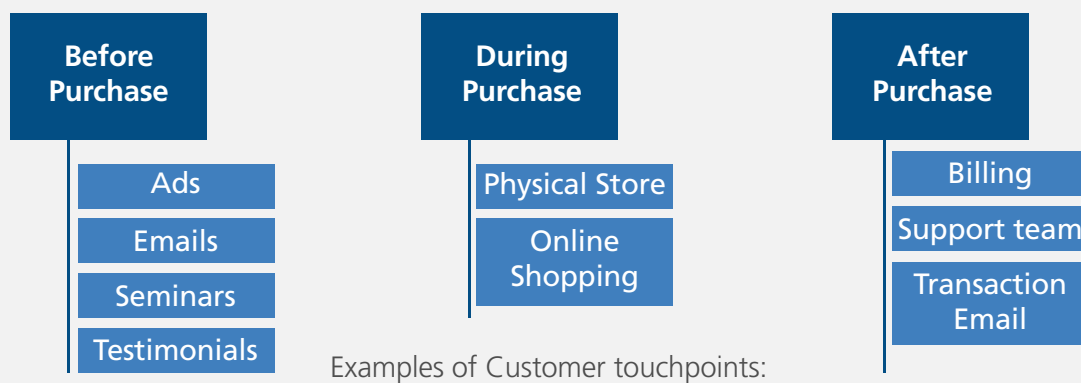 Before
Purchase
Ads
Emails
Seminars
Testimonials
During
Purchase
Physical Store
Online
Shopping
After
Purchase
Billing
Support team
Transaction
Email
Examples of Customer touchpoints: